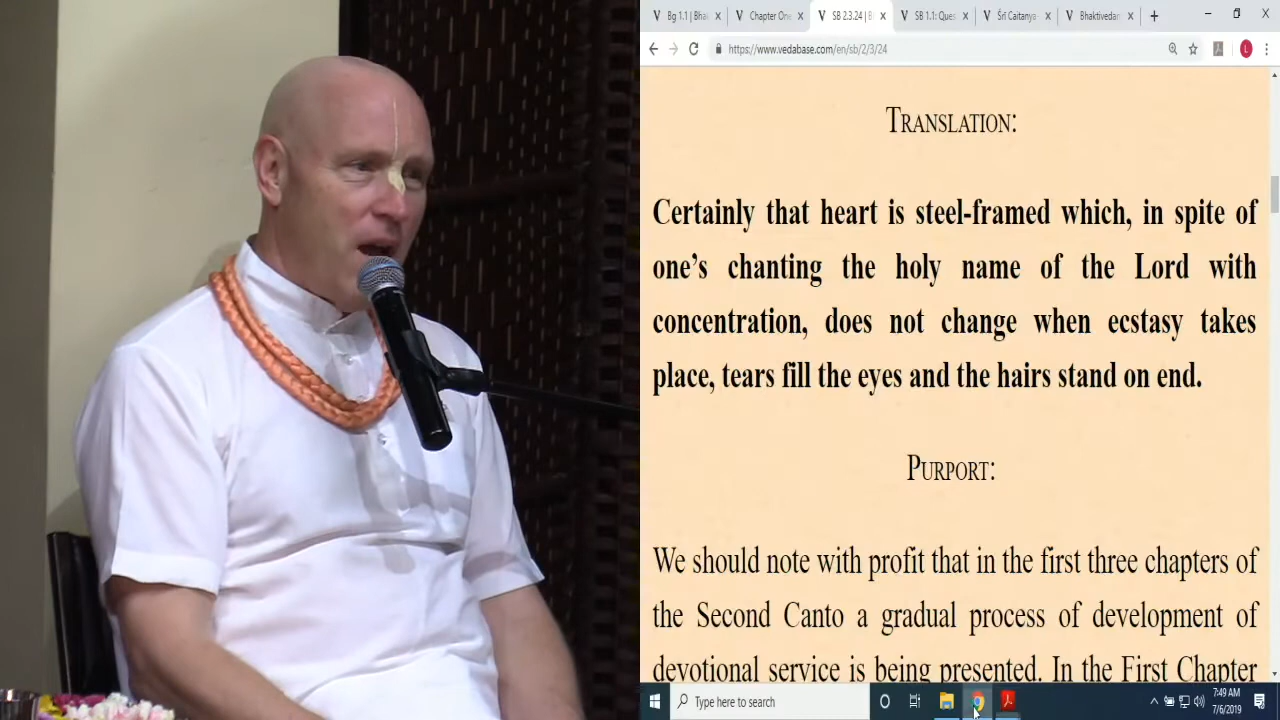 Bg 1.1 | Bha
Chapter One
SB 2.3.24 | B
SB 1.1: Ques
Śrī Caitanya
Bhaktivedan
https://www.vedabase.com/en/sb/2/3/24
TRANSLATION:
Certainly that heart is steel-framed which, in spite of
one’s chanting the holy name of the Lord with
concentration, does not change when ecstasy takes
place, tears fill the eyes and the hairs stand on end.
PURPORT:
We should note with profit that in the first three chapters of
the Second Canto a gradual process of development of
devotional service is being presented. In the First Chapter
Type here to search
7:49 AM
7/6/2019